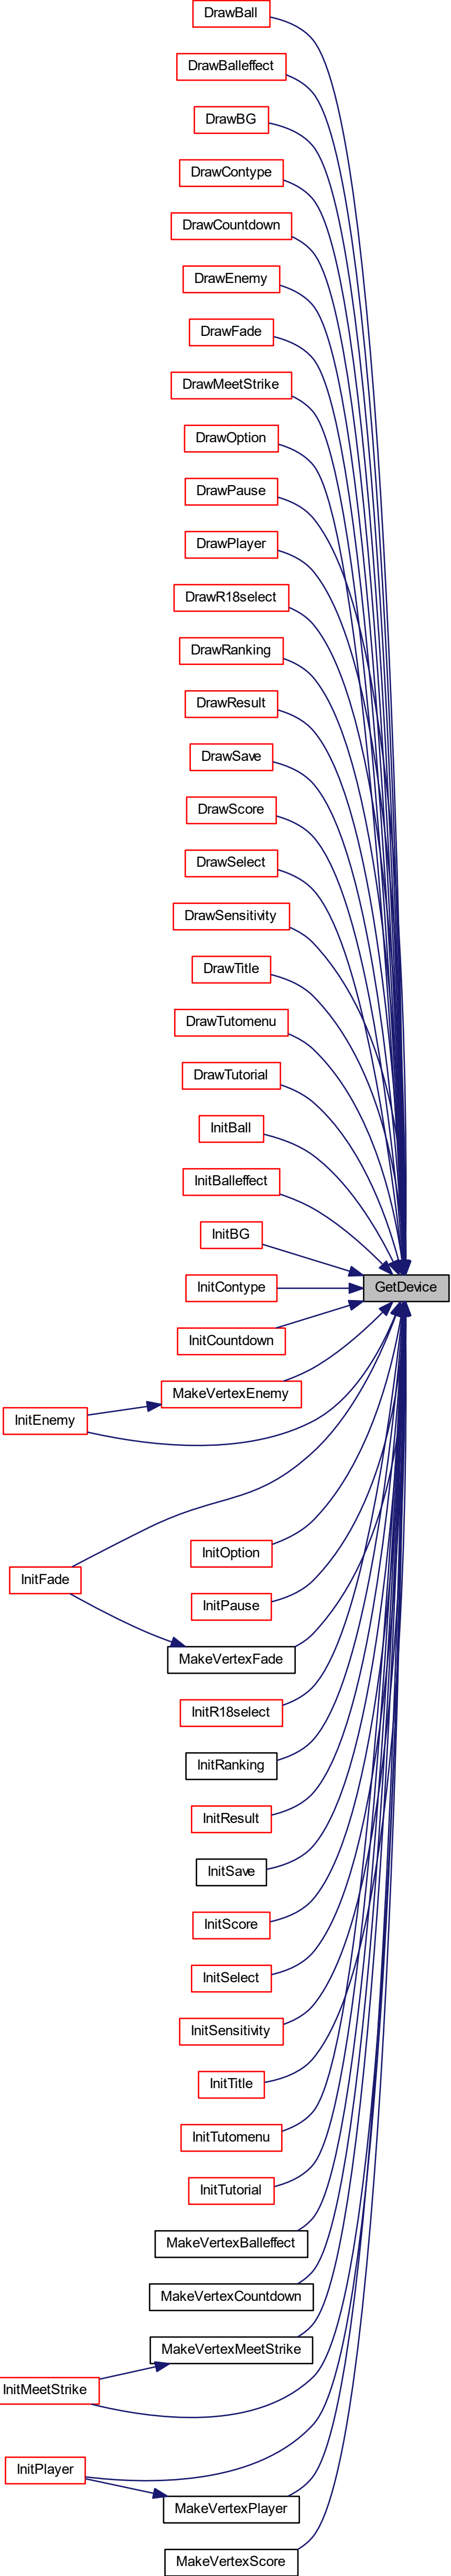 DrawBall
DrawBalleffect
DrawBG
DrawContype
DrawCountdown
DrawEnemy
DrawFade
DrawMeetStrike
DrawOption
DrawPause
DrawPlayer
DrawR18select
DrawRanking
DrawResult
DrawSave
DrawScore
DrawSelect
DrawSensitivity
DrawTitle
DrawTutomenu
DrawTutorial
InitBall
InitBalleffect
InitBG
GetDevice
InitContype
InitCountdown
MakeVertexEnemy
InitEnemy
InitOption
InitFade
InitPause
MakeVertexFade
InitR18select
InitRanking
InitResult
InitSave
InitScore
InitSelect
InitSensitivity
InitTitle
InitTutomenu
InitTutorial
MakeVertexBalleffect
MakeVertexCountdown
MakeVertexMeetStrike
InitMeetStrike
InitPlayer
MakeVertexPlayer
MakeVertexScore